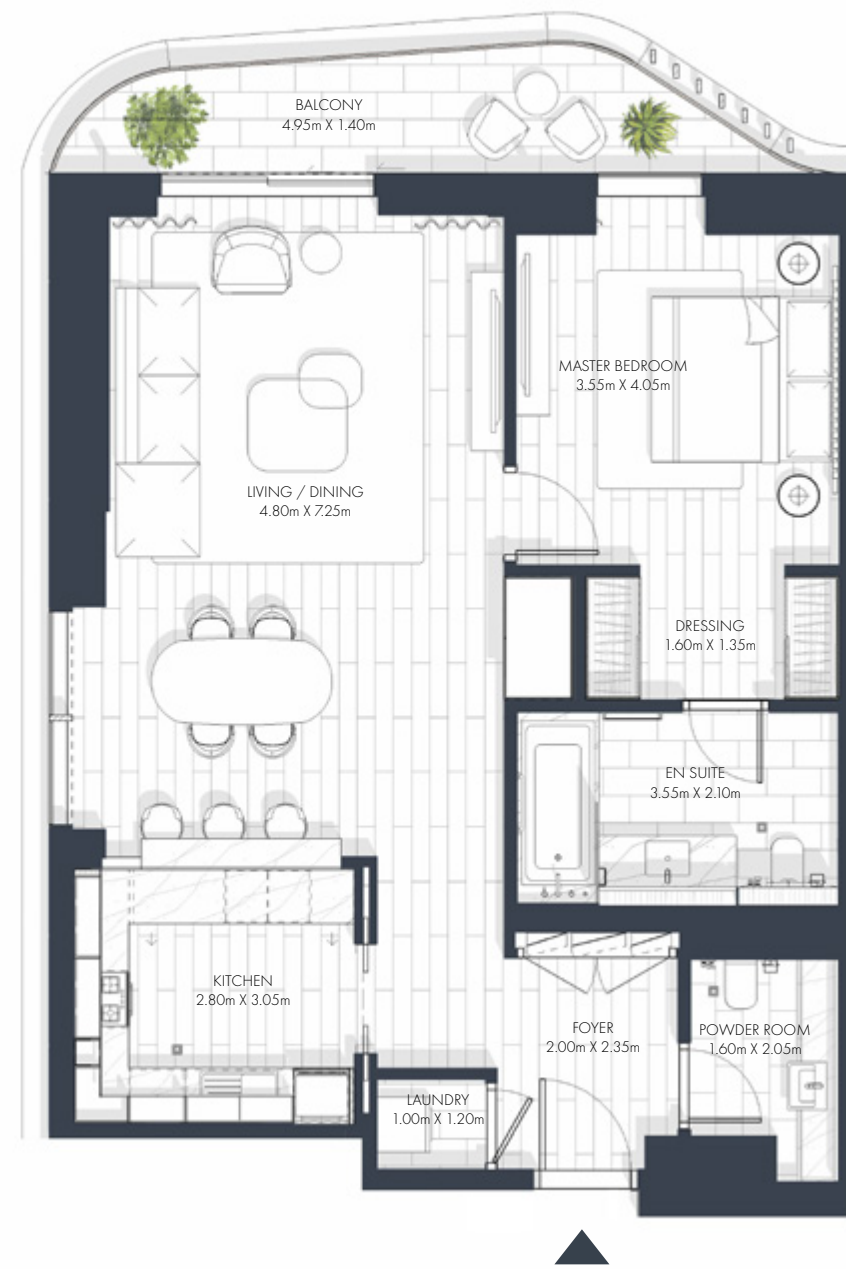 BALCONY
4.95m X 1.40m
MASTER BEDROOM
3.55m X 4.05m
LIVING / DINING
4.80m X 7.25m
DRESSING
1.60m X 1.35m
EN SUITE
3.55m X 2.10m
KITCHEN
2.80m X 3.05m
FOYER
2.00m X 2.35m
POWDER ROOM
1.60m X 2.05m
LAUNDRY
1.00m X 1.20m